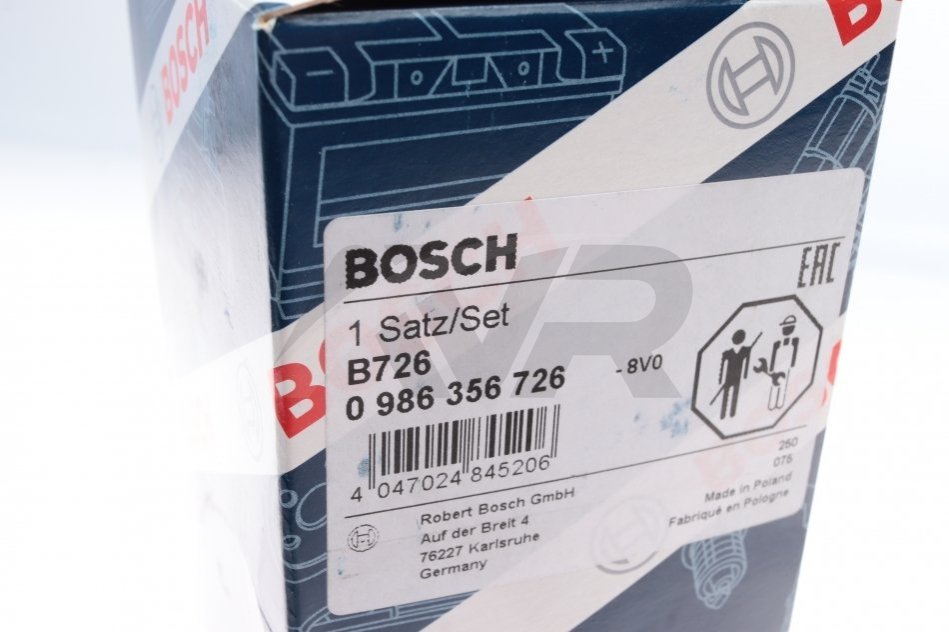 BOSCH
BOSCH
BOSCH
EAC
1 Satz/Set
B726
- 8V0
0 986 356 726
4 047024 845206
250
075
Made in Poland
Fabriqué en Pologne
Robert Bosch GmbH
Auf der Breit 4
76227 Karlsruhe
Germany